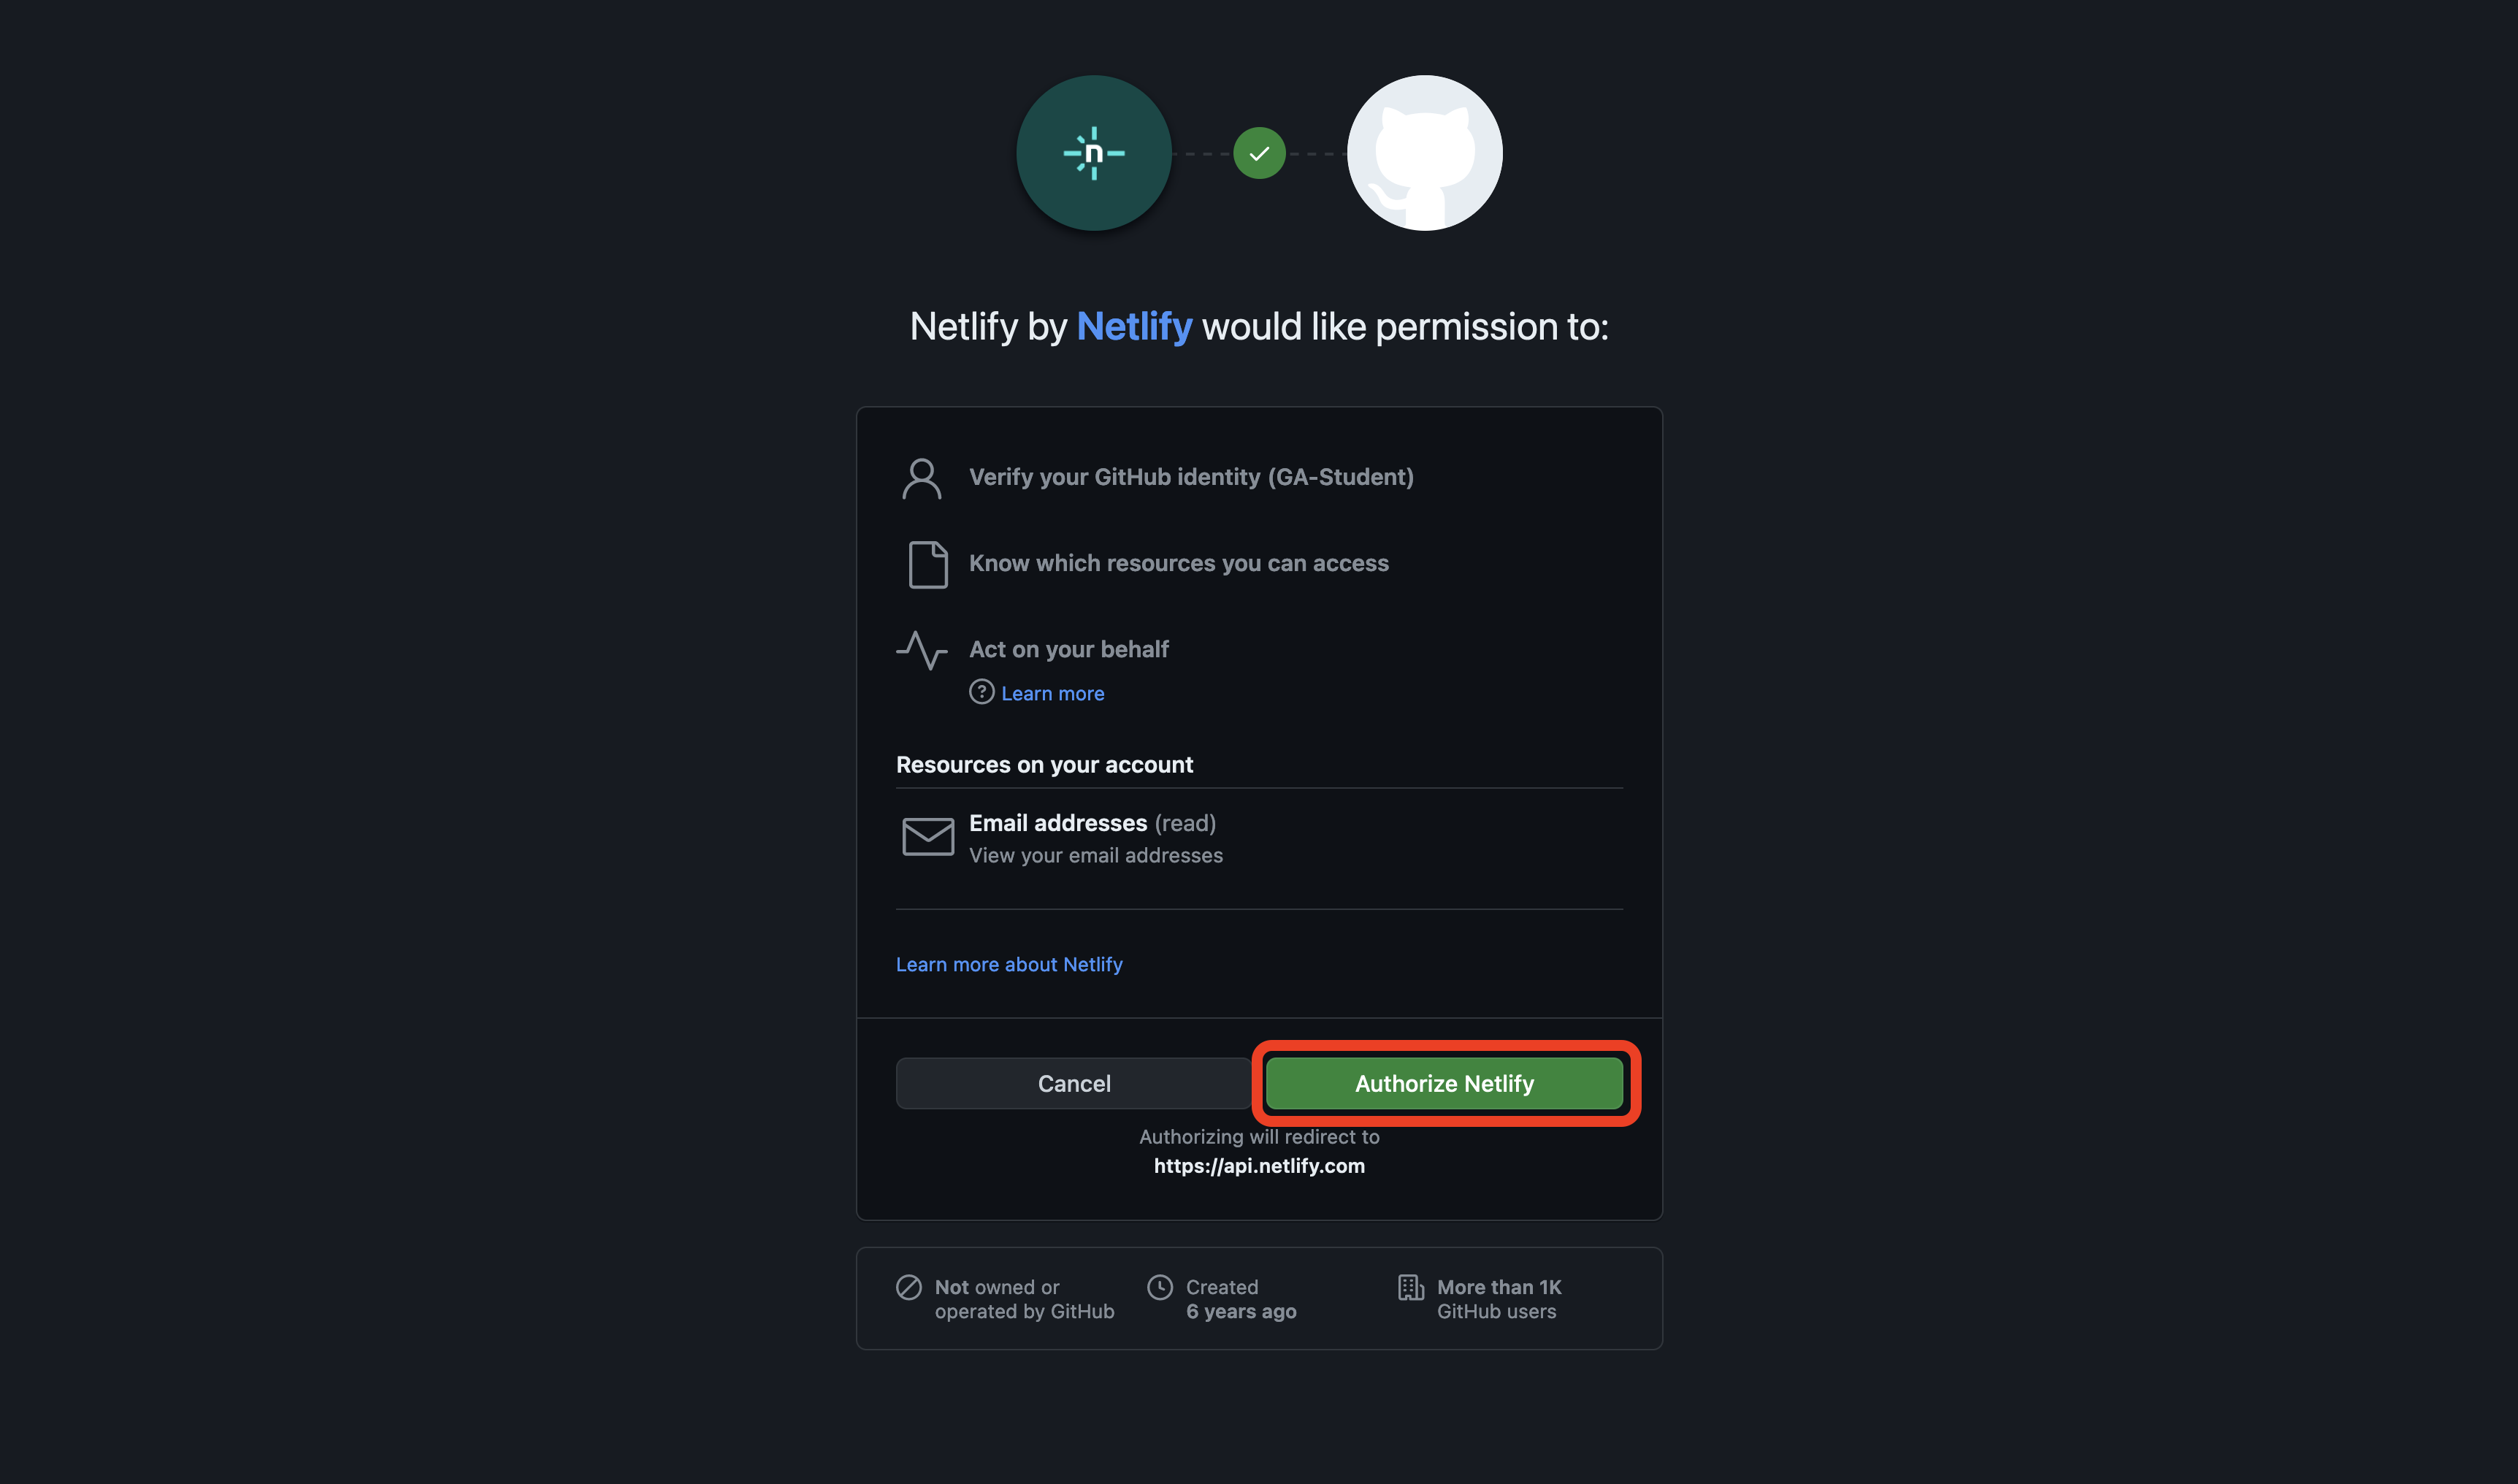 n
Netlify by Netlify would like permission to:
Verify your GitHub identity (GA-Student)
Know which resources you can access
Act on your behalf
? Learn more
Resources on your account
Email addresses (read)
View your email addresses
Learn more about Netlify
Cancel
Authorize Netlify
Authorizing will redirect to
https://api.netlify.com
Not owned or
operated by GitHub
Created
6 years ago
More than 1K
GitHub users